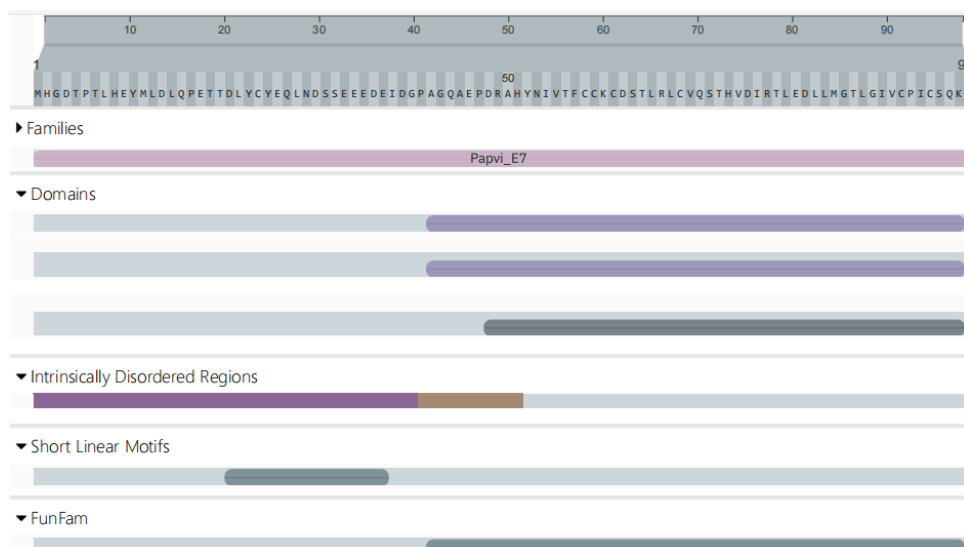 10 20 30 40 50 60 70 80 90
1 9
50
MHGDTPTLHEYMLDLQPETTDLYCYEQLNDSSEEEDEIDGPAGQAEPDRAHYNIVTFCCKCDSTLRLCVQSTHVDIRTLEDLLMGTLGIVCPICSQK
Families
Papvi_E7
Domains
Intrinsically Disordered Regions
Short Linear Motifs
FunFam